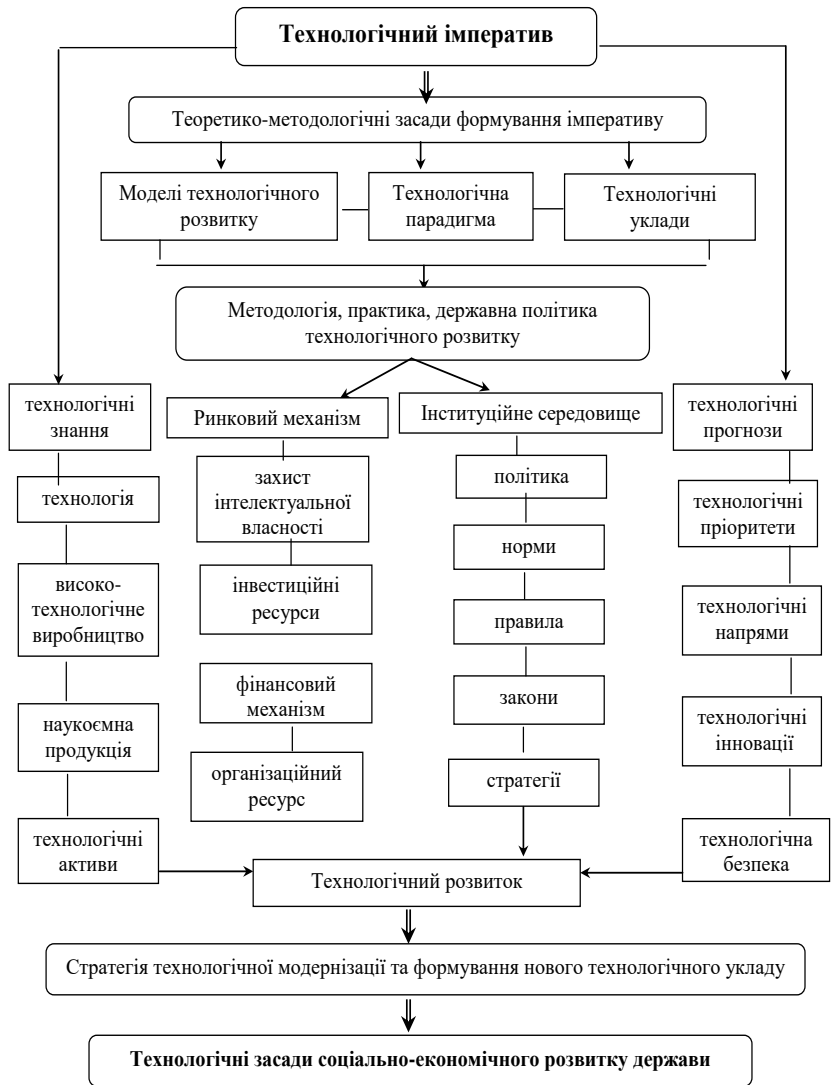 Технологічний імператив
Теоретико-методологічні засади формування імперативу
Моделі технологічного
розвитку
Технологічна
парадигма
Технологічні
уклади
Методологія, практика, державна політика
технологічного розвитку
технологічні
знання
Ринковий механізм
Інституційне середовище
технологічні
прогнози
технологія
високо-
технологічне
виробництво
наукоємна
продукція
технологічні
активи
захист
інтелектуальної
власності
інвестиційні
ресурси
фінансовий
механізм
організаційний
ресурс
політика
норми
правила
закони
стратегії
технологічні
пріоритети
технологічні
напрями
технологічні
інновації
технологічна
безпека
Технологічний розвиток
Стратегія технологічної модернізації та формування нового технологічного укладу
Технологічні засади соціально-економічного розвитку держави